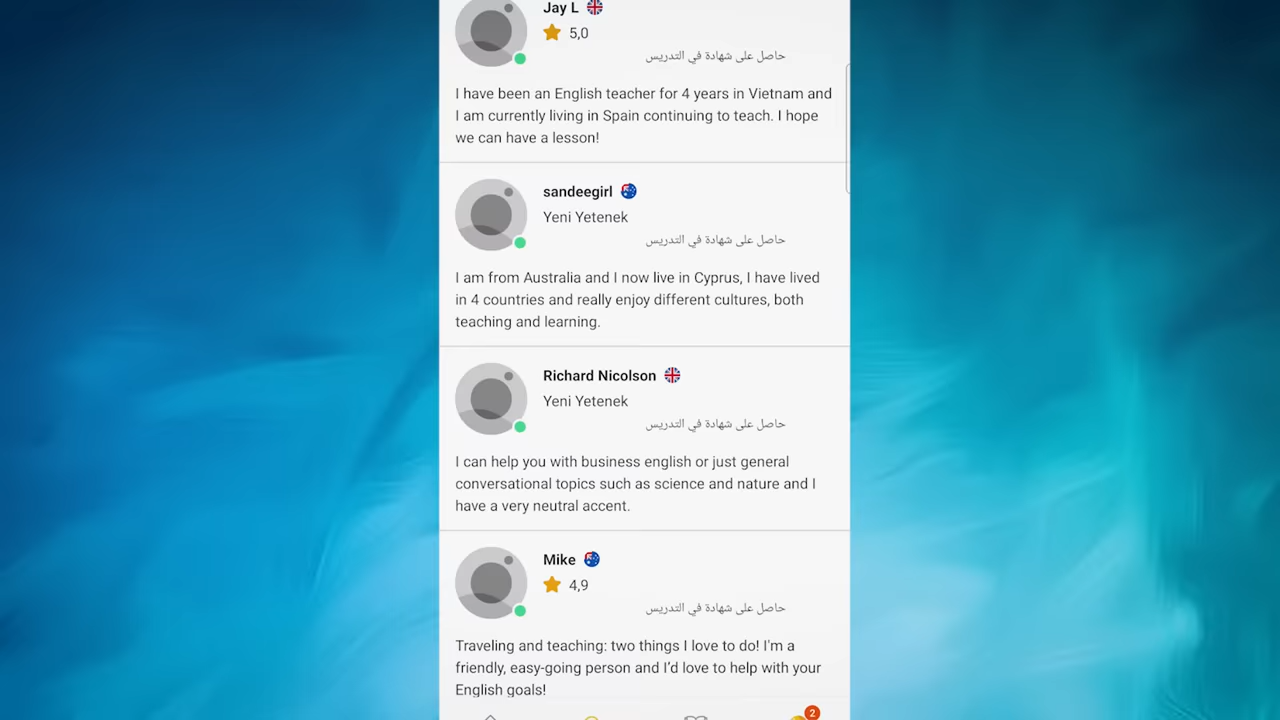 Jay L
5,0
حاصل على شهادة في التدريس
I have been an English teacher for 4 years in Vietnam and
I am currently living in Spain continuing to teach. I hope
we can have a lesson!
sandeegirl
Yeni Yetenek
حاصل على شهادة في التدريس
I am from Australia and I now live in Cyprus, I have lived
in 4 countries and really enjoy different cultures, both
teaching and learning.
Richard Nicolson
Yeni Yetenek
حاصل على شهادة في التدريس
I can help you with business english or just general
conversational topics such as science and nature and I
have a very neutral accent.
Mike
4,9
حاصل على شهادة في التدريس
Traveling and teaching: two things I love to do! I'm a
friendly, easy-going person and I'd love to help with your
English goals!
2